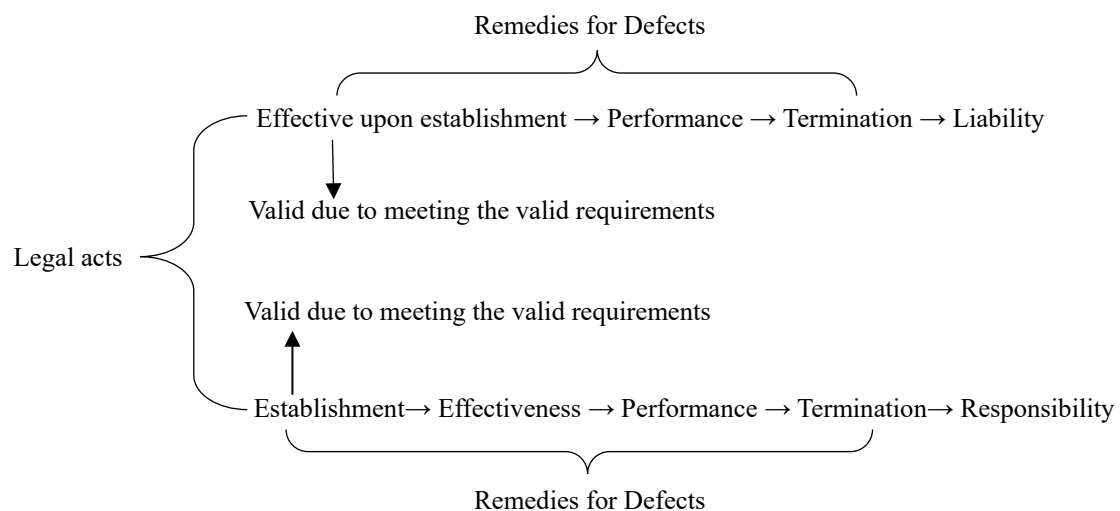 Remedies for Defects
Effective upon establishment → Performance → Termination → Liability
Valid due to meeting the valid requirements
Legal acts
Valid due to meeting the valid requirements
Establishment→ Effectiveness → Performance → Termination→ Responsibility
Remedies for Defects